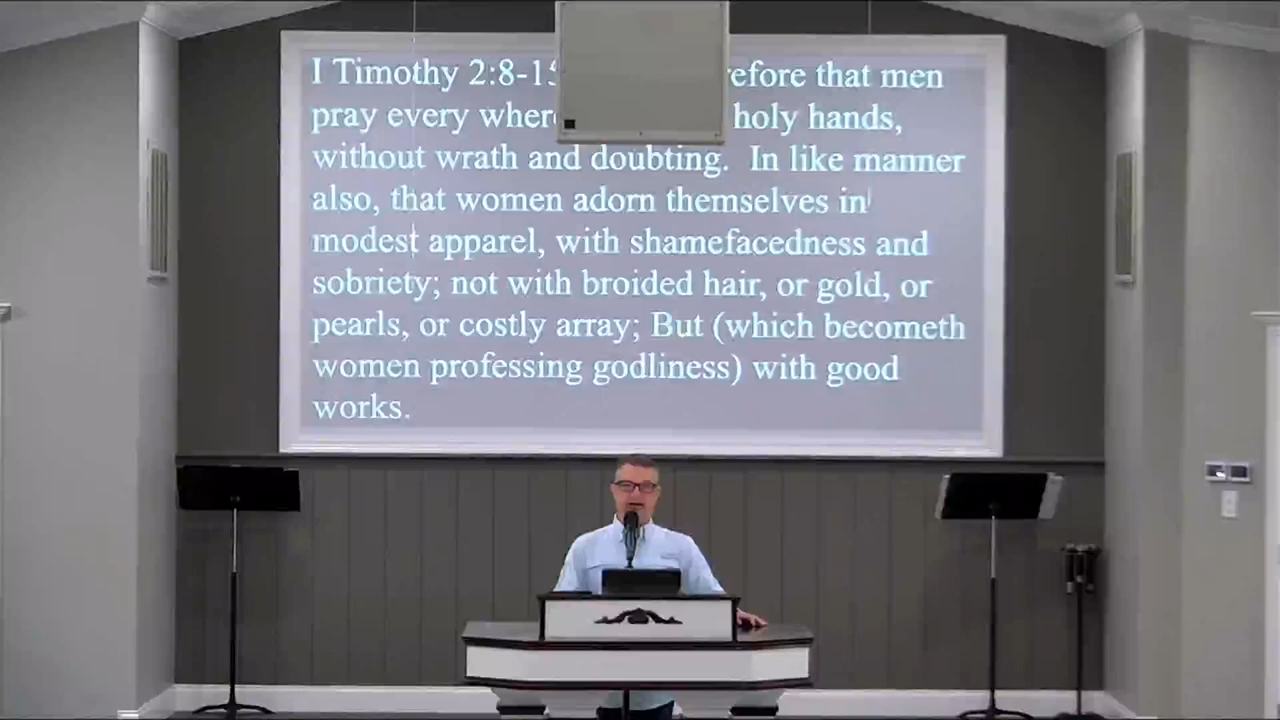 I Timothy 2:8-15 refore that men
pray every where holy hands,
without wrath and doubting. In like manner
also, that women adorn themselves in
modest apparel, with shamefacedness and
sobriety; not with broided hair, or gold, or
pearls, or costly array; But (which becometh
women professing godliness) with good
works.